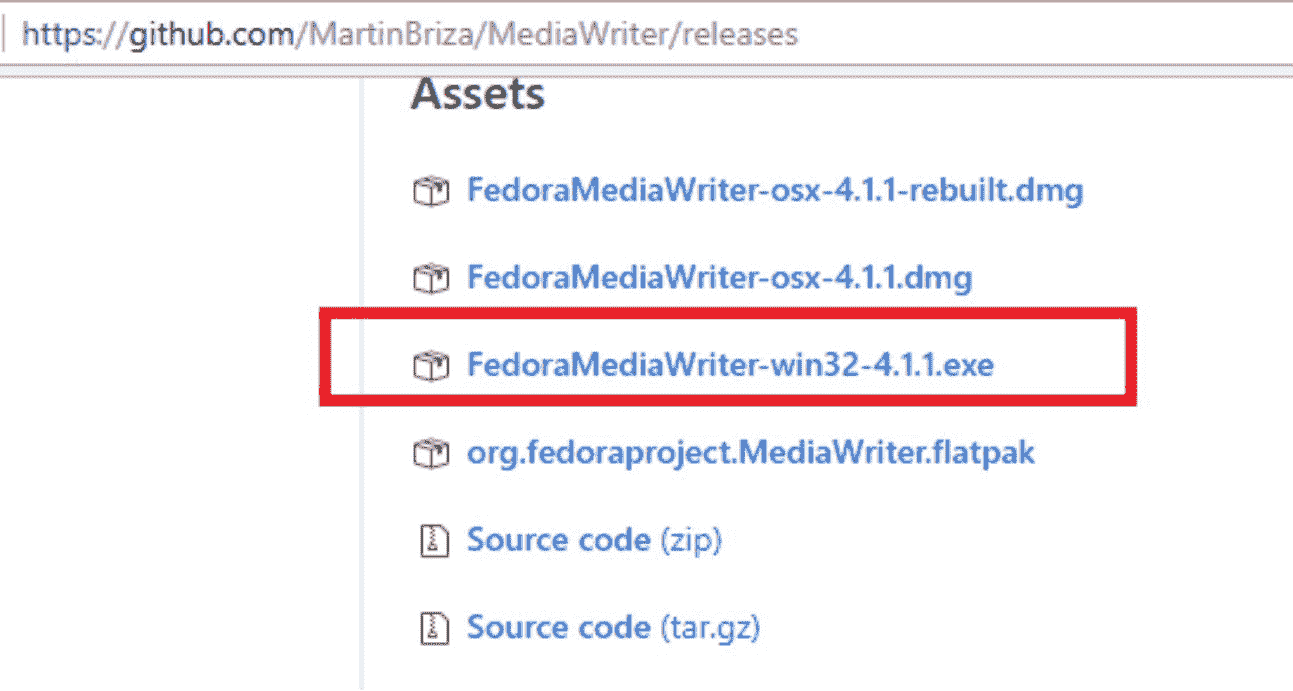 https://github.com/MartinBriza/MediaWriter/releases
Assets
FedoraMediaWriter-osx-4.1.1-rebuilt.dmg
FedoraMediaWriter-osx-4.1.1.dmg
FedoraMediaWriter-win32-4.1.1.exe
org.fedoraproject.MediaWriter.flatpak
Source code (zip)
Source code (tar.gz)